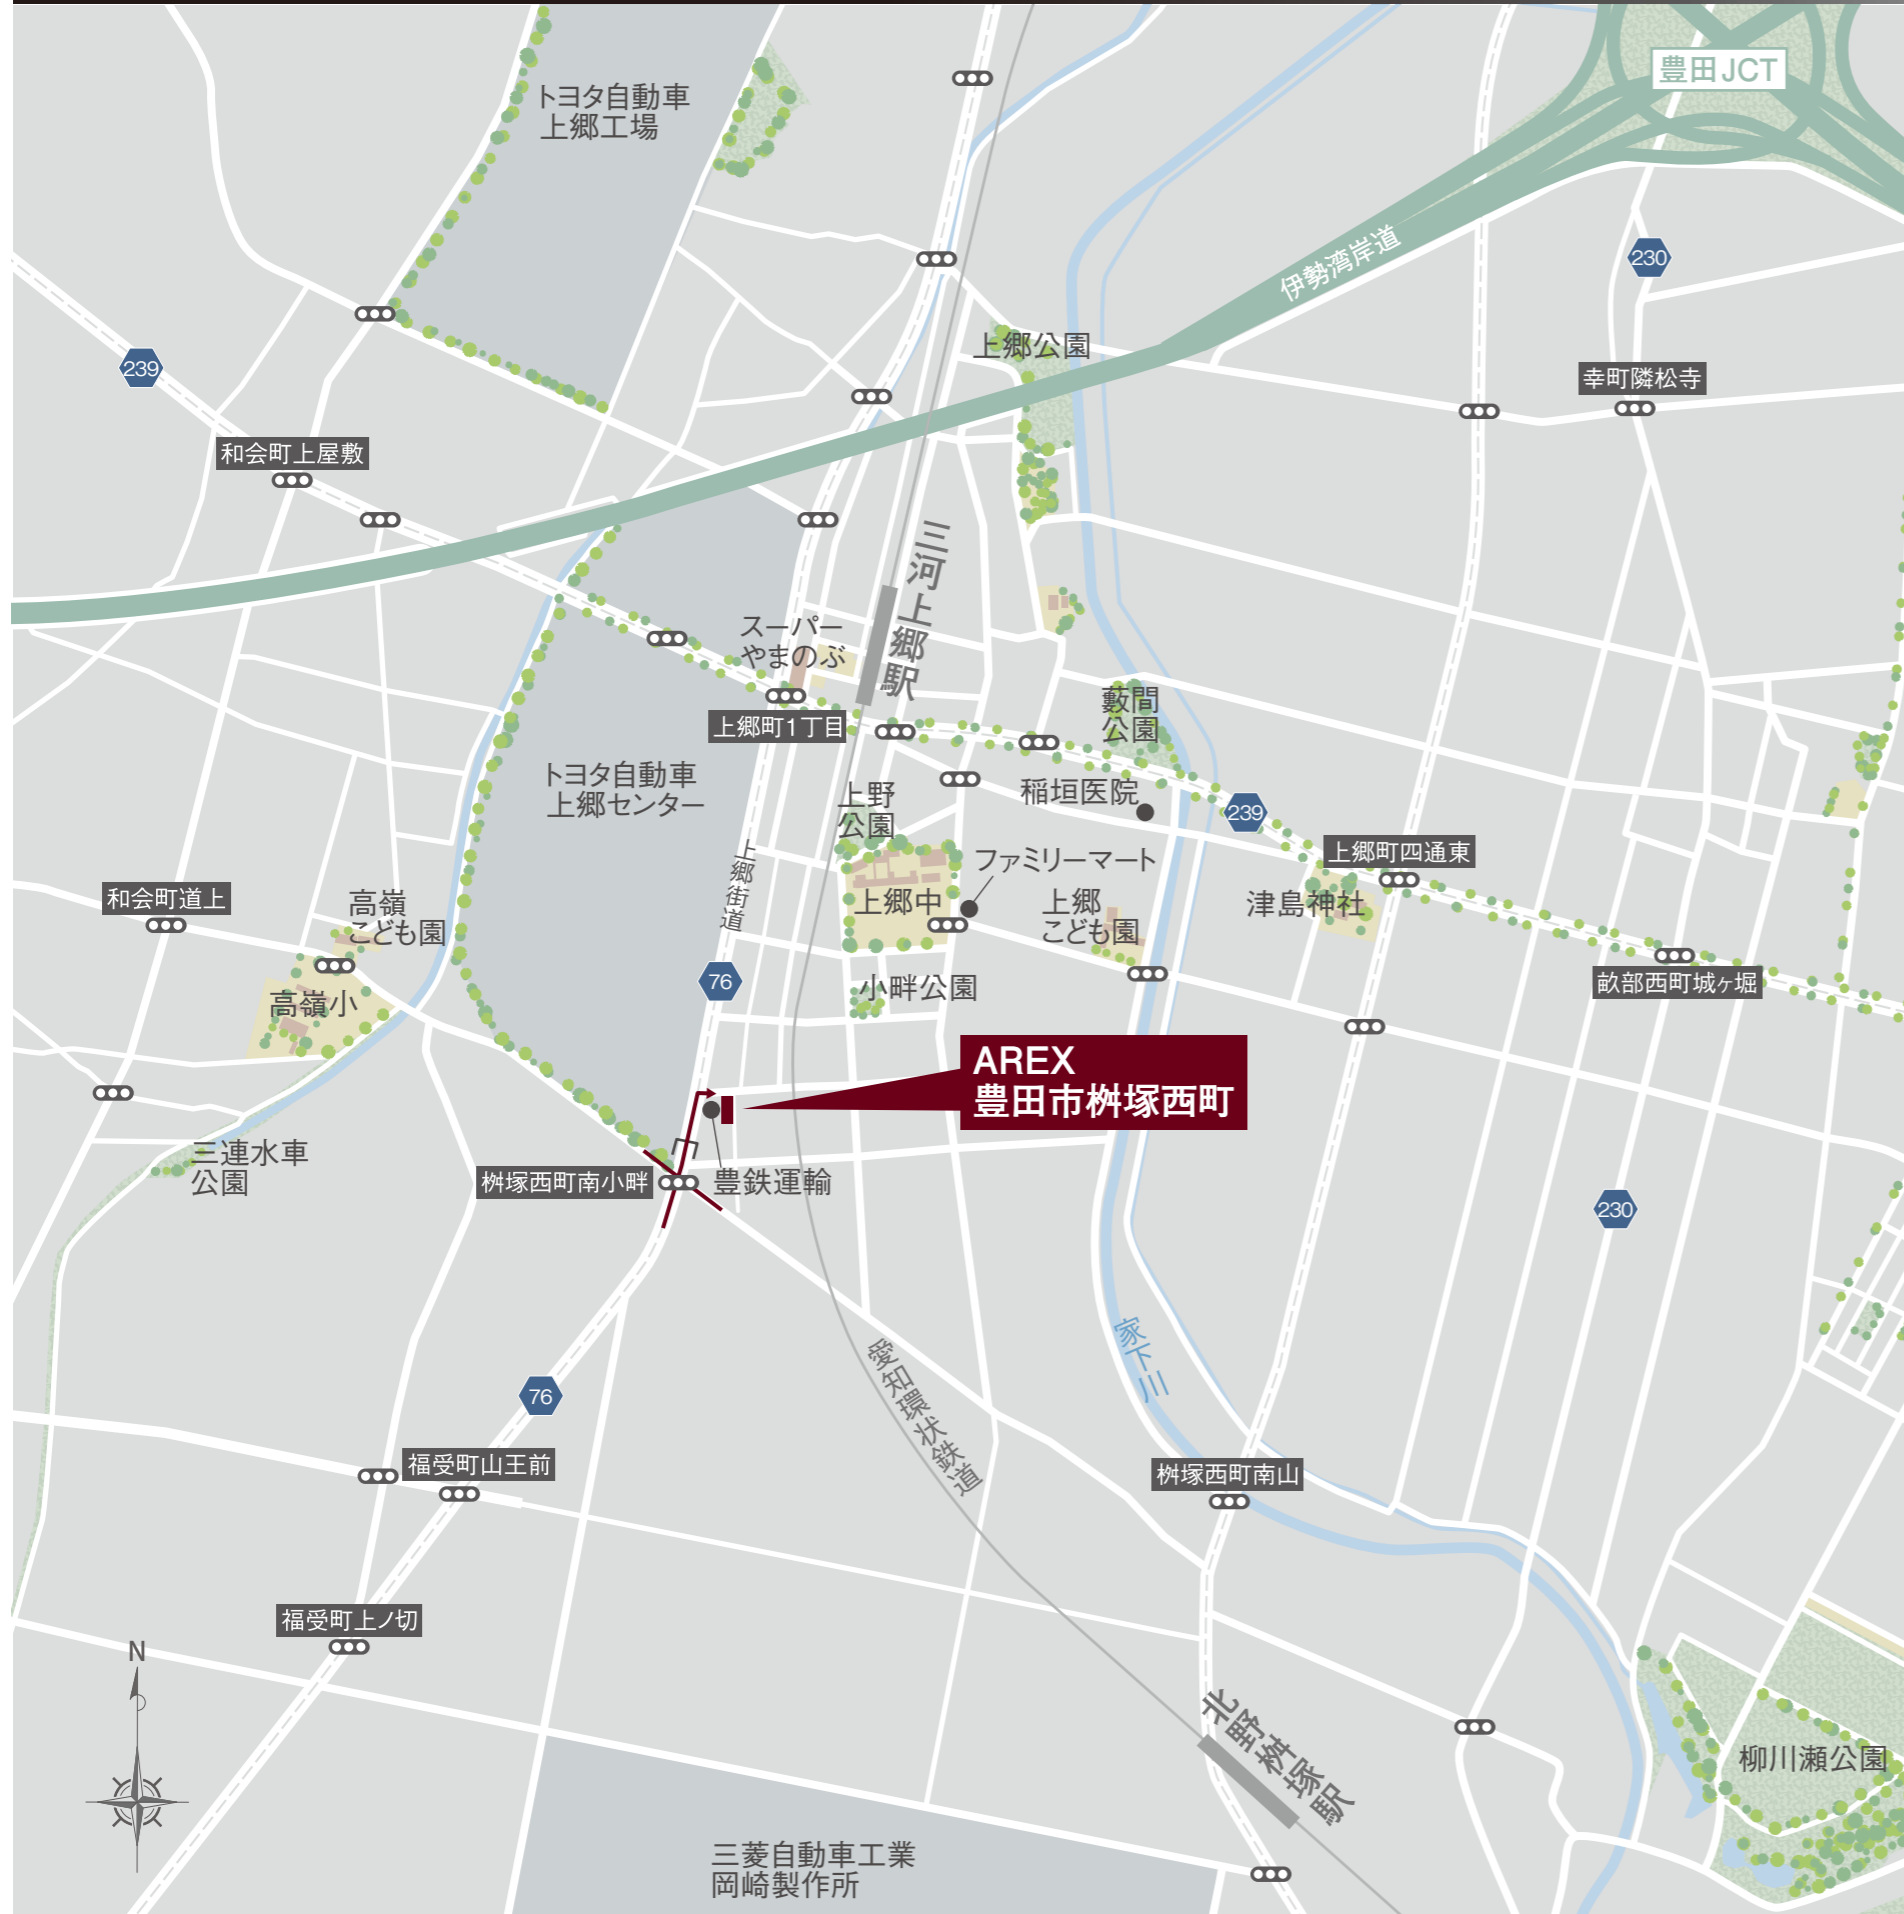 豊田JCT
トヨタ自動車
上郷工場
伊勢湾岸道
230
上郷公園
239
幸町隣松寺
和会町上屋敷
三河上郷駅
スーパー
やまのぶ
上郷町1丁目
藪間
公園
トヨタ自動車
上郷センター
上野
公園
稲垣医院
239
上郷街道
ファミリーマート
上郷町四通東
和会町道上
高嶺
こども園
上郷中
上郷
こども園
津島神社
76
小畔公園
畝部西町城ヶ堀
高嶺小
AREX
豊田市桝塚西町
三連水車
公園
桝塚西町南小畔
豊鉄運輸
230
家下川
愛知環状鉄道
76
福受町山王前
桝塚西町南山
福受町上ノ切
N
北野桝塚駅
柳川瀬公園
三菱自動車工業
岡崎製作所